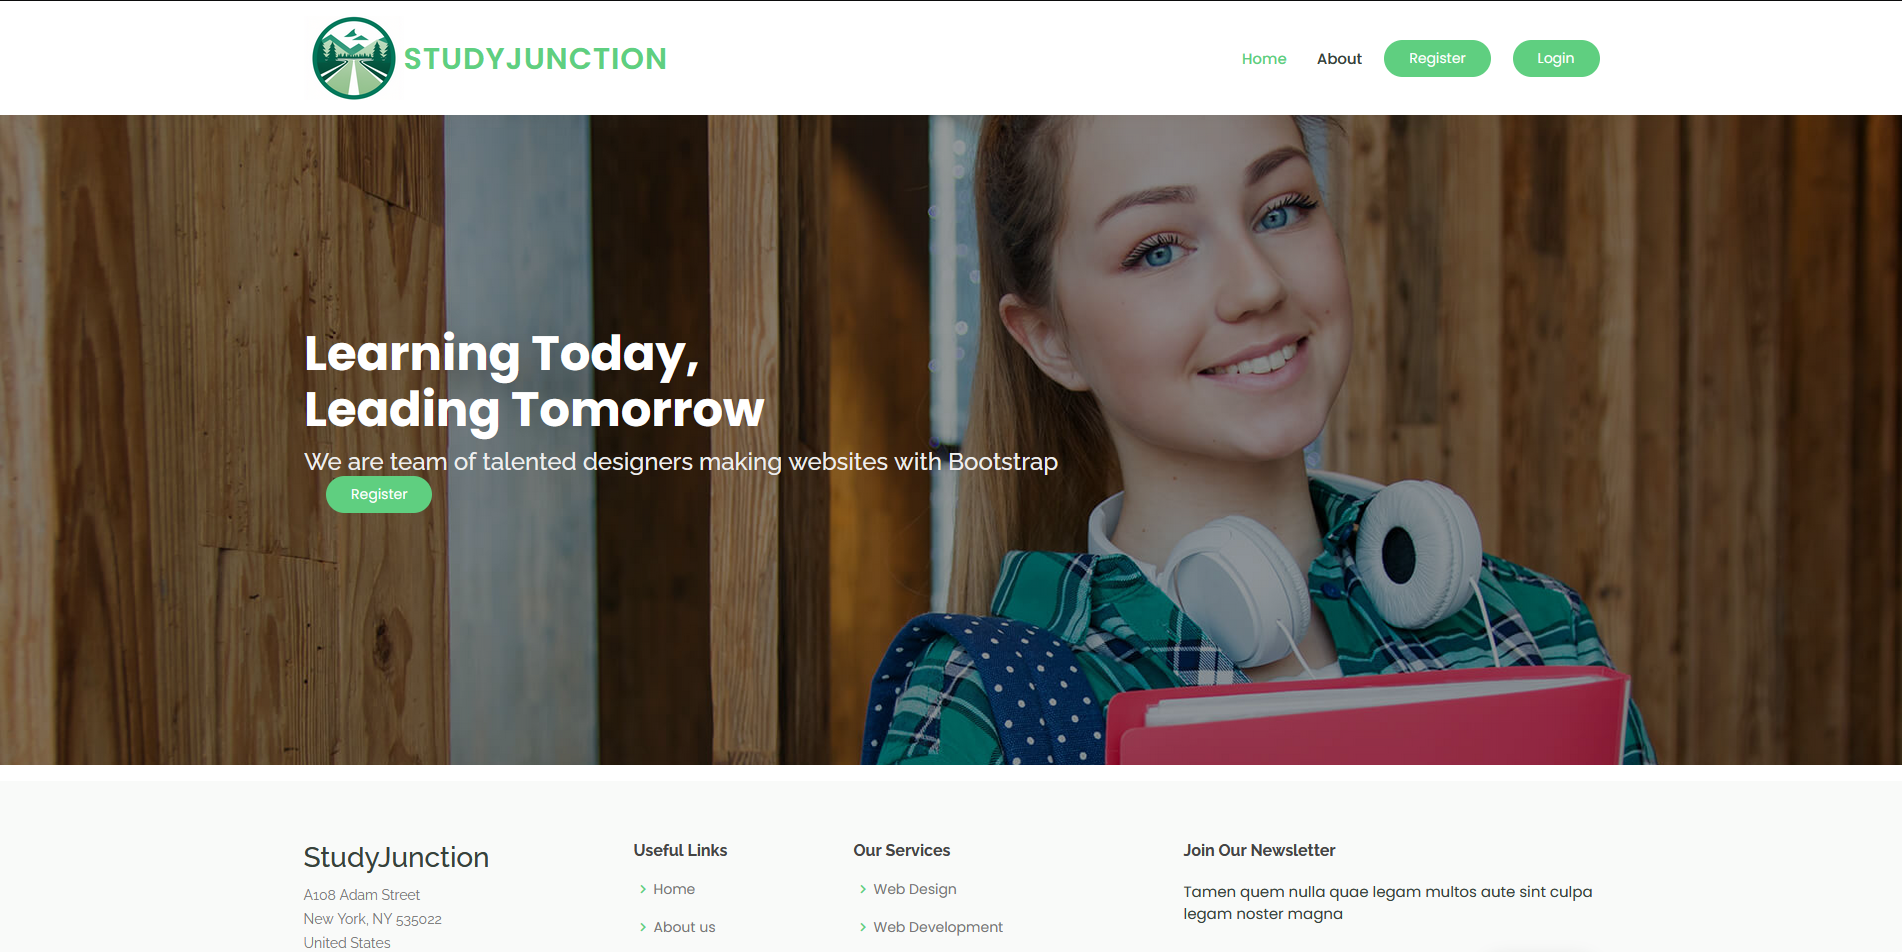 STUDYJUNCTION
Home
About
Register
Login
Learning Today,
Leading Tomorrow
We are team of talented designers making websites with Bootstrap
Register
StudyJunction
A108 Adam Street
New York, NY 535022
United States
Useful Links
Home
About us
Our Services
Web Design
Web Development
Join Our Newsletter
Tamen quem nulla quae legam multos aute sint culpa
legam noster magna